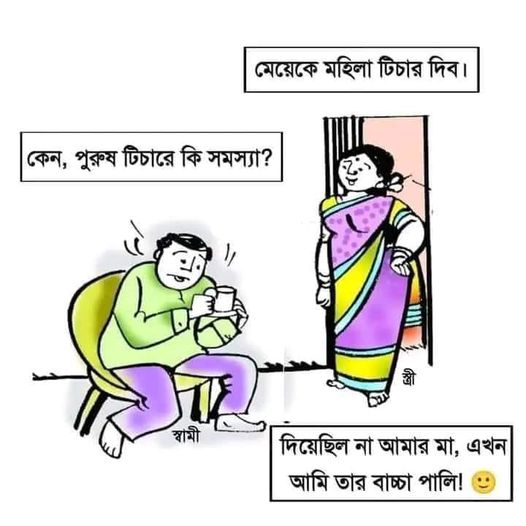 মেয়েকে মহিলা টিচার দিব।
কেন, পুরুষ টিচারে কি সমস্যা?
স্বামী
স্ত্রী
দিয়েছিল না আমার মা, এখন
আমি তার বাচ্চা পালি! 🙂